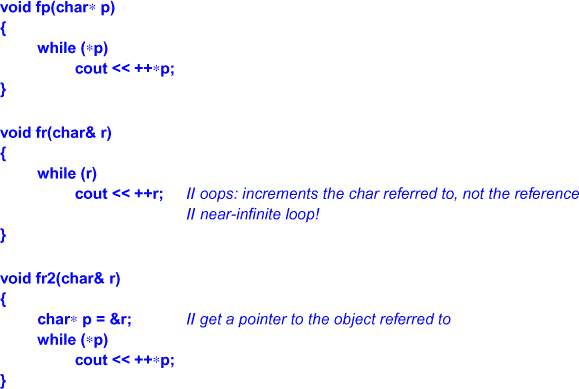 void fp(char∗ p)
{
while (∗p)
cout << ++∗p;
}
void fr(char& r)
{
while (r)
cout << ++r; // oops: increments the char referred to, not the reference
// near-infinite loop!
}
void fr2(char& r)
{
char∗ p = &r; // get a pointer to the object referred to
while (∗p)
cout << ++∗p;
}